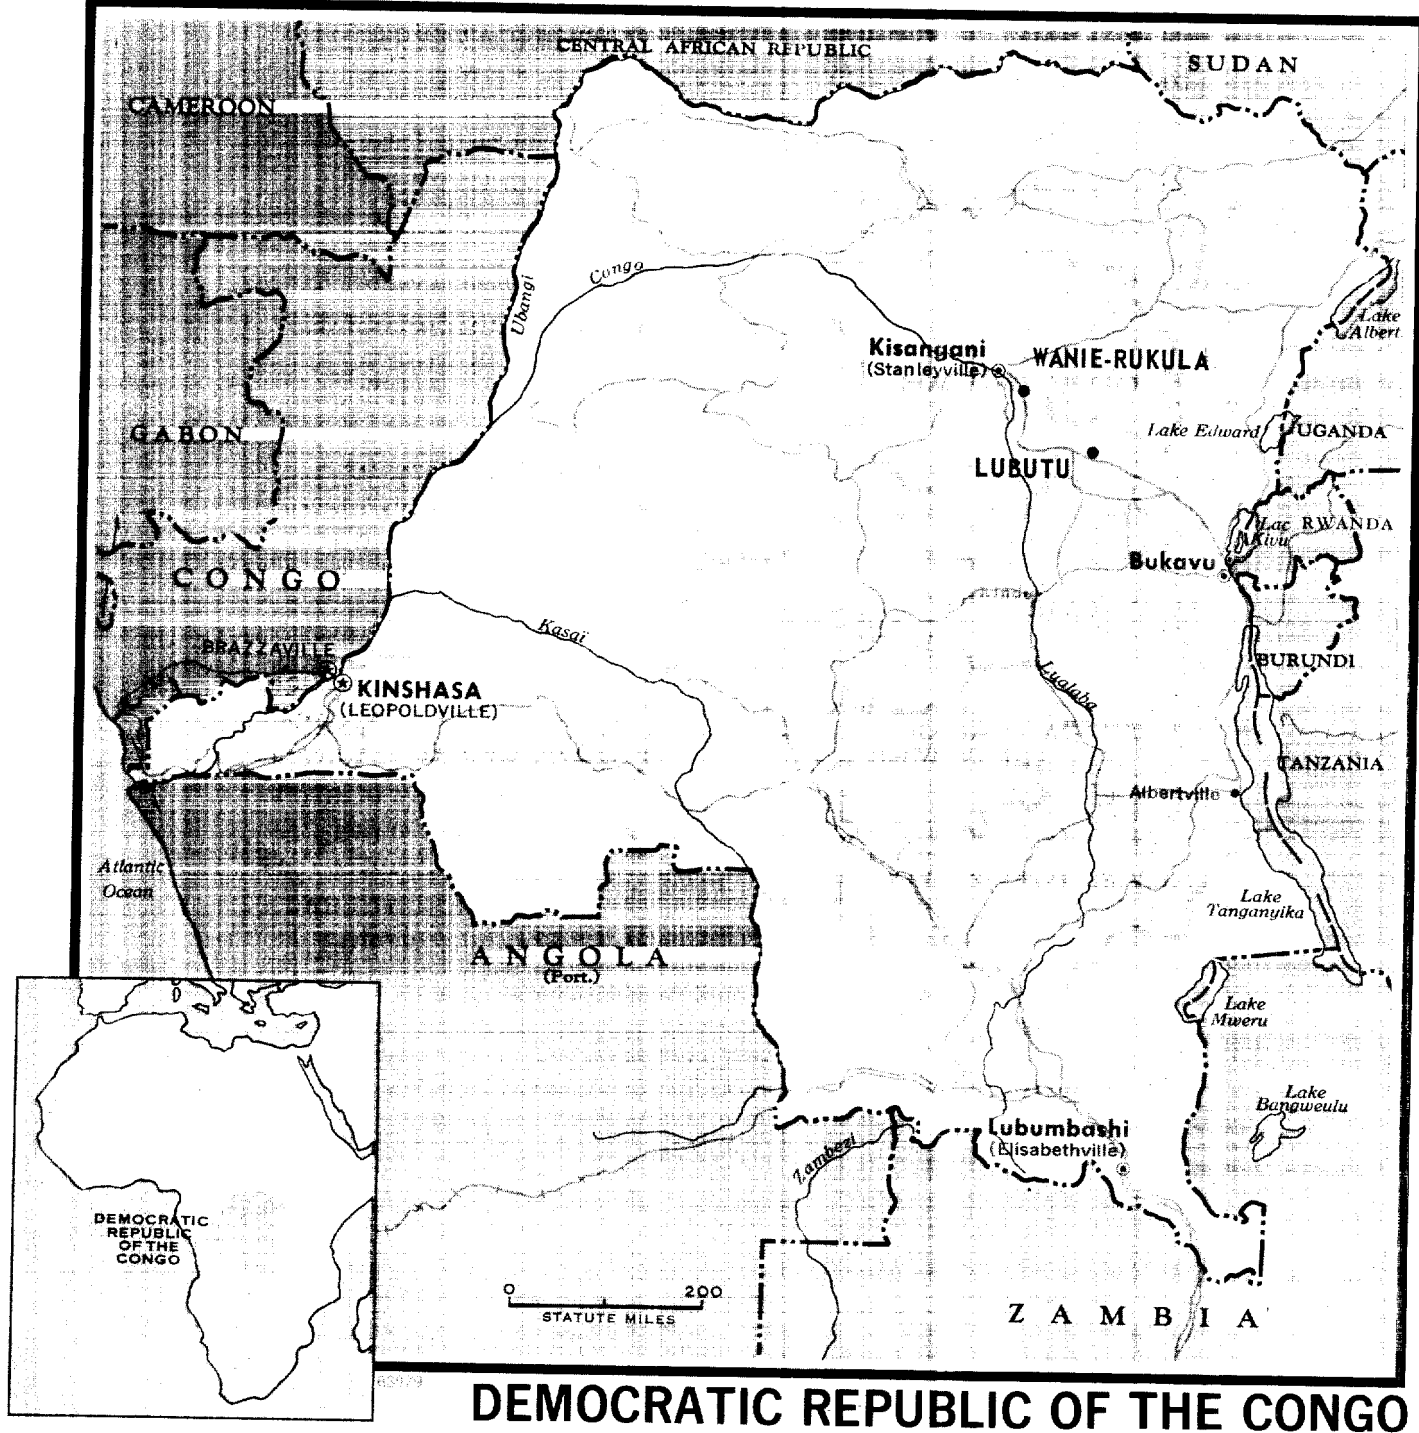 CENTRAL AFRICAN REPUBLIC
SUDAN
CAMEROON
Congo
Ubangi
Lake
Albert
Kisangani
(Stanleyville)
WANIE-RUKULA
GABON
Lake Edward
UGANDA
LUBUTU
Lac
Kivu
RWANDA
Bukavu
CONGO
Kasai
BRAZZAVILLE
BURUNDI
KINSHASA
(LEOPOLDVILLE)
Lualaba
TANZANIA
Albertville
Atlantic
Ocean
Lake
Tanganyika
ANGOLA
(Port.)
Lake
Mweru
Lake
Bangweulu
Lubumbashi
(Elisabethville)
Zambezi
DEMOCRATIC
REPUBLIC
OF THE
CONGO
0 200
STATUTE MILES
ZAMBIA
DEMOCRATIC REPUBLIC OF THE CONGO